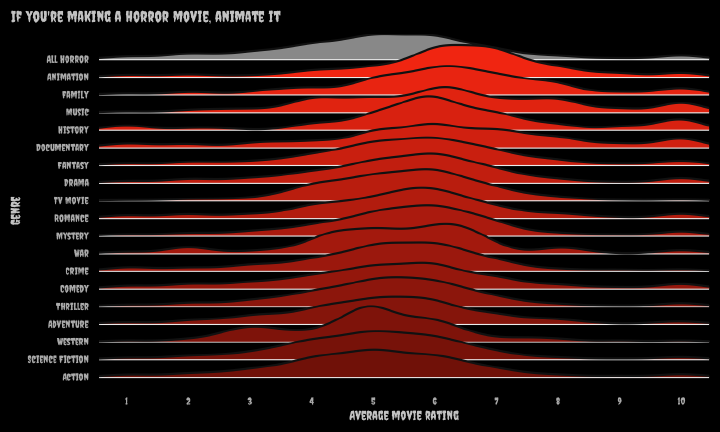 IF YOU'RE MAKING A HORROR MOVIE, ANIMATE IT
ALL HORROR
ANIMATION
FAMILY
MUSIC
HISTORY
DOCUMENTARY
FANTASY
DRAMA
TV MOVIE
ROMANCE
MYSTERY
WAR
CRIME
COMEDY
THRILLER
ADVENTURE
WESTERN
SCIENCE FICTION
ACTION
GENRE
1 2 3 4 5 6 7 8 9 10
AVERAGE MOVIE RATING